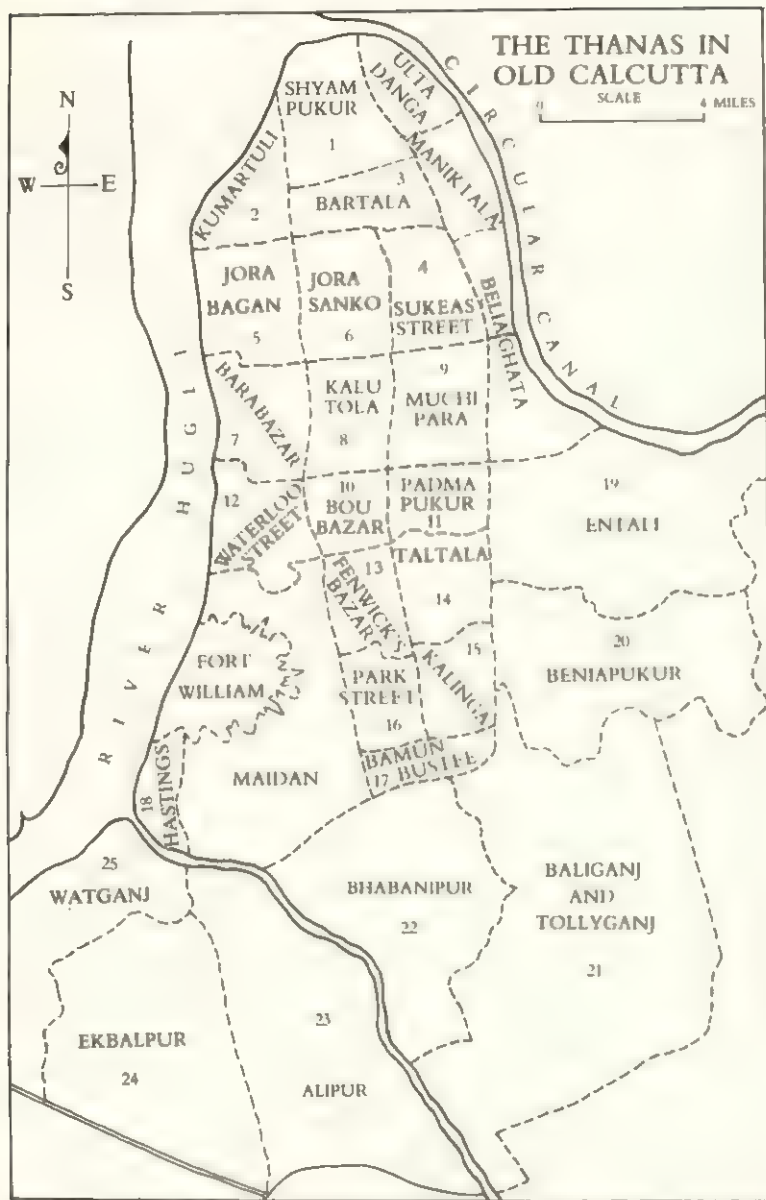 THE THANAS IN
OLD CALCUTTA
SCALE
0 4 MILES
N
W E
S
CIRCULAR CANAL
RIVER HUGLI
ULTA
DANGA
SHYAM
PUKUR
1
MANIKTALA
KUMARTULI
2
3
BARTALA
JORA
BAGAN
5
JORA
SANKO
6
4
SUKEAS
STREET
BELIAGHATA
BARABAZAR
7
KALU
TOLA
8
9
MUCHI
PARA
12
WATERLOO
STREET
10
BOU
BAZAR
PADMA
PUKUR
11
19
ENTALI
13
FENWICK'S
BAZAR
TALTALA
14
FORT
WILLIAM
PARK
STREET
16
15
KALINGA
20
BENIAPUKUR
BAMUN
17 BUSTEE
MAIDAN
18
HASTINGS
25
WATGANJ
BHABANIPUR
22
BALIGANJ
AND
TOLLYGANJ
21
EKBALPUR
24
23
ALIPUR